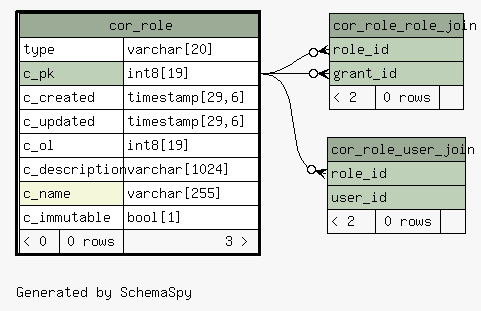 cor_role
type varchar[20]
c_pk int8[19]
c_created timestamp[29,6]
c_updated timestamp[29,6]
c_ol int8[19]
c_description varchar[1024]
c_name varchar[255]
c_immutable bool[1]
< 0 0 rows 3 >
cor_role_role_join
role_id
grant_id
< 2 0 rows
cor_role_user_join
role_id
user_id
< 2 0 rows
Generated by SchemaSpy